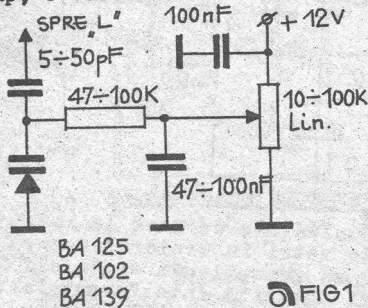 SPRE „L”
100nF
+ 12V
5÷50pF
47÷100K
10÷100K
Lin.
47÷100nF
BA 125
BA 102
BA 139
FIG1